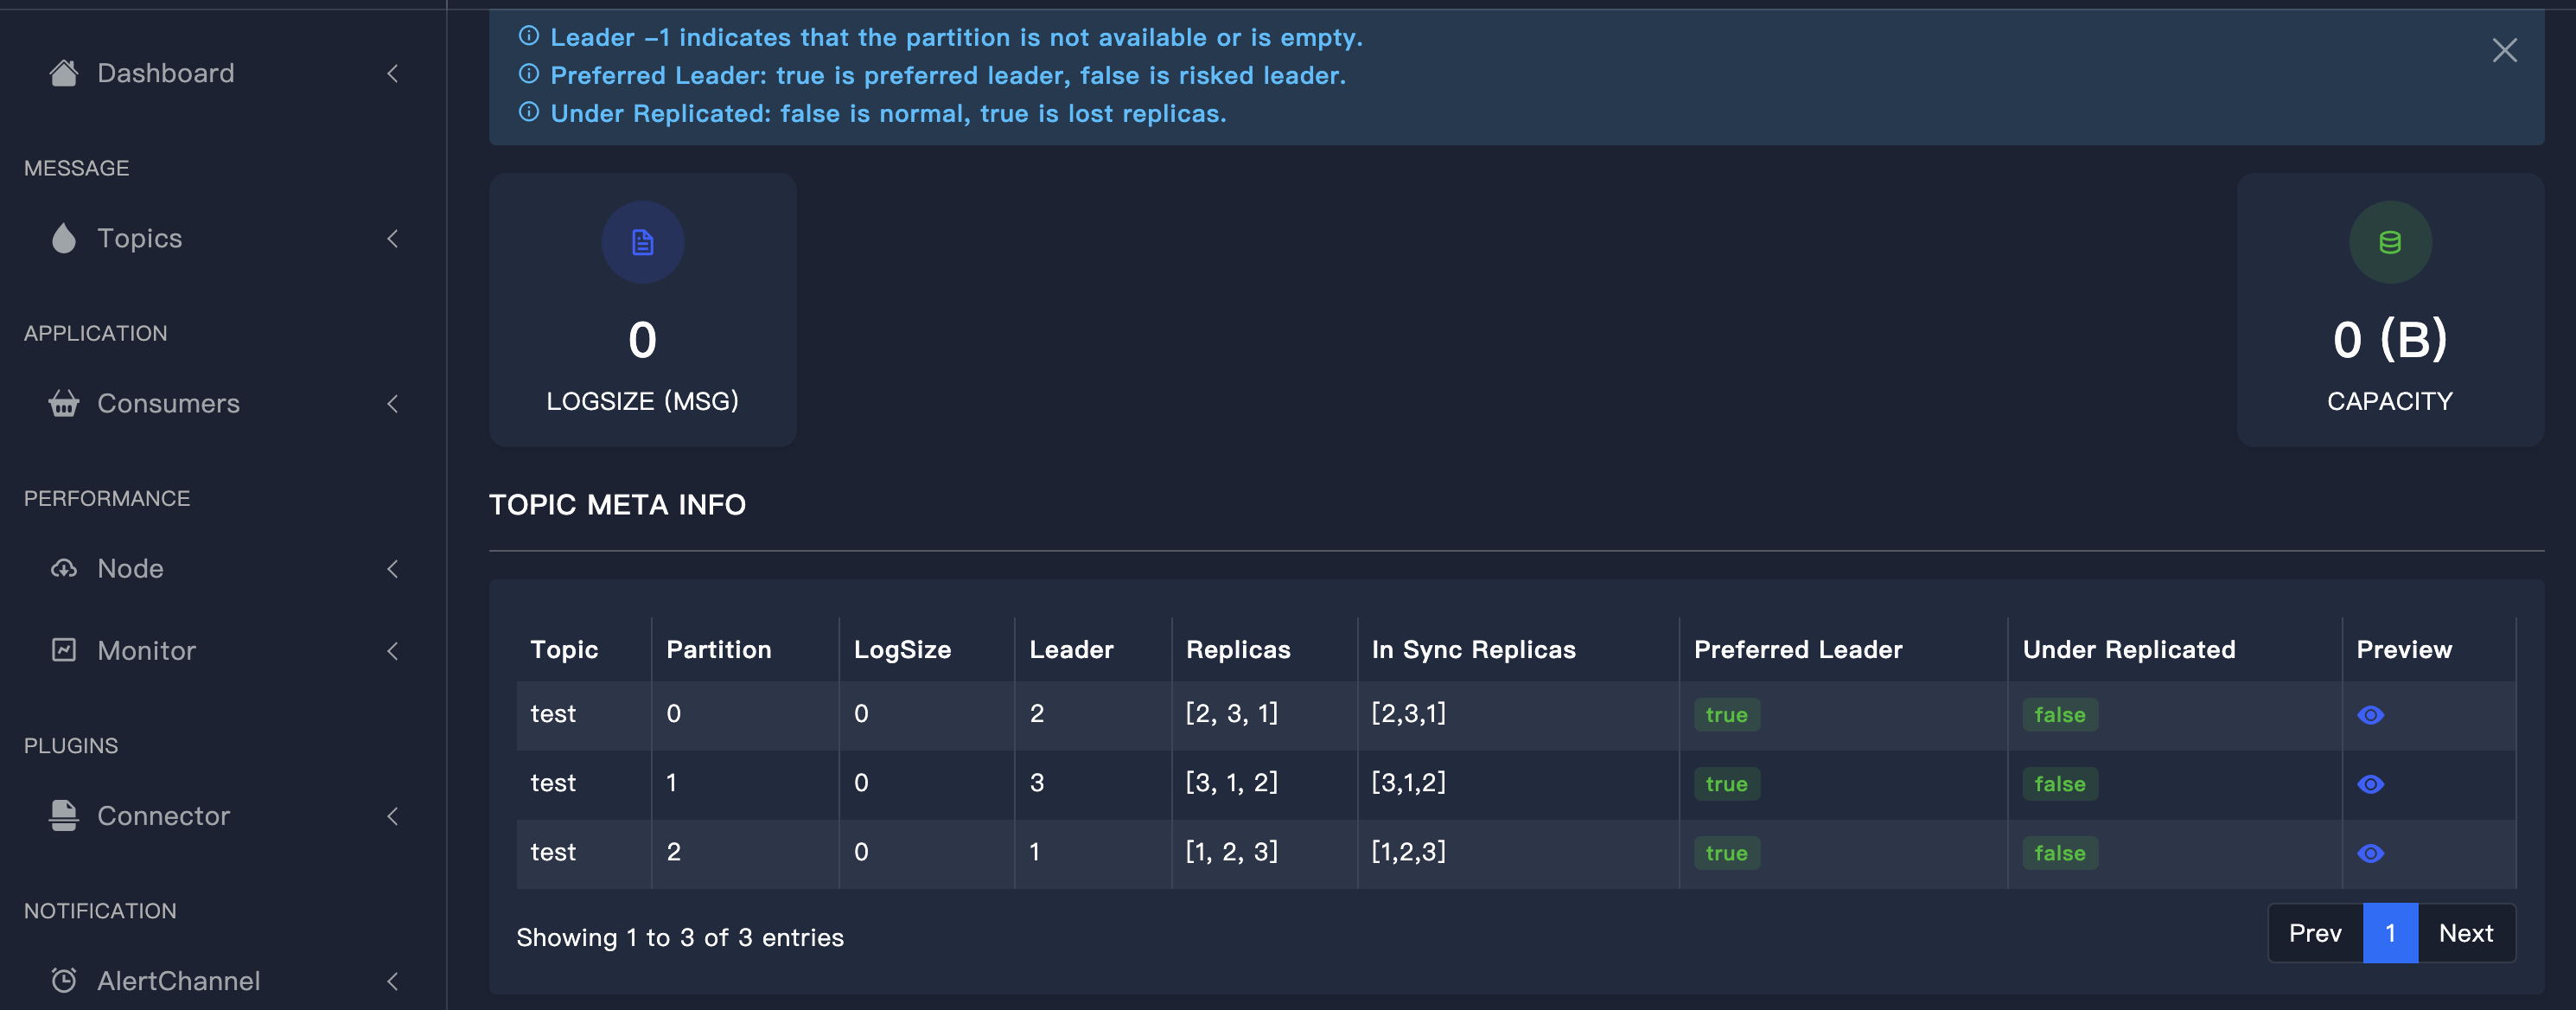 Dashboard
MESSAGE
Topics
APPLICATION
Consumers
PERFORMANCE
Node
Monitor
PLUGINS
Connector
NOTIFICATION
AlertChannel
Leader -1 indicates that the partition is not available or is empty.
Preferred Leader: true is preferred leader, false is risked leader.
Under Replicated: false is normal, true is lost replicas.
0
LOGSIZE (MSG)
0 (B)
CAPACITY
TOPIC META INFO
Topic Partition LogSize Leader Replicas In Sync Replicas Preferred Leader Under Replicated Preview
test 0 0 2 [2, 3, 1] [2,3,1] true false
test 1 0 3 [3, 1, 2] [3,1,2] true false
test 2 0 1 [1, 2, 3] [1,2,3] true false
Showing 1 to 3 of 3 entries
Prev 1 Next